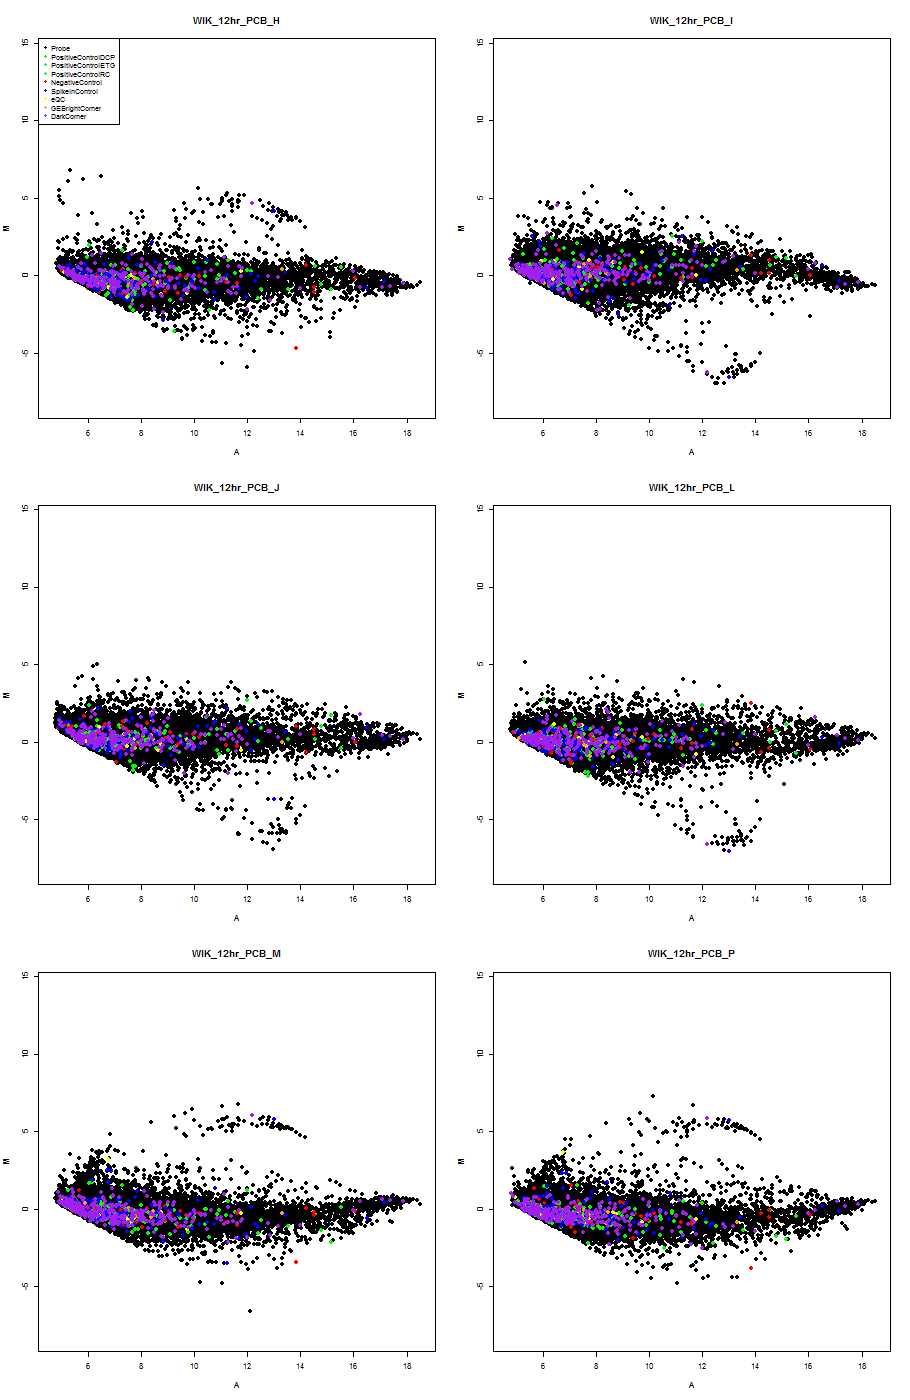 WIK_12hr_PCB_H
15
10
5
0
-5
M
Probe
PositiveControlDCP
PositiveControlETG
PositiveControlRC
NegativeControl
SpikeInControl
eQC
GEBrightCorner
DarkCorner
6 8 10 12 14 16 18
A
WIK_12hr_PCB_I
15
10
5
0
-5
M
6 8 10 12 14 16 18
A
WIK_12hr_PCB_J
15
10
5
0
-5
M
6 8 10 12 14 16 18
A
WIK_12hr_PCB_L
15
10
5
0
-5
M
6 8 10 12 14 16 18
A
WIK_12hr_PCB_M
15
10
5
0
-5
M
6 8 10 12 14 16 18
A
WIK_12hr_PCB_P
15
10
5
0
-5
M
6 8 10 12 14 16 18
A